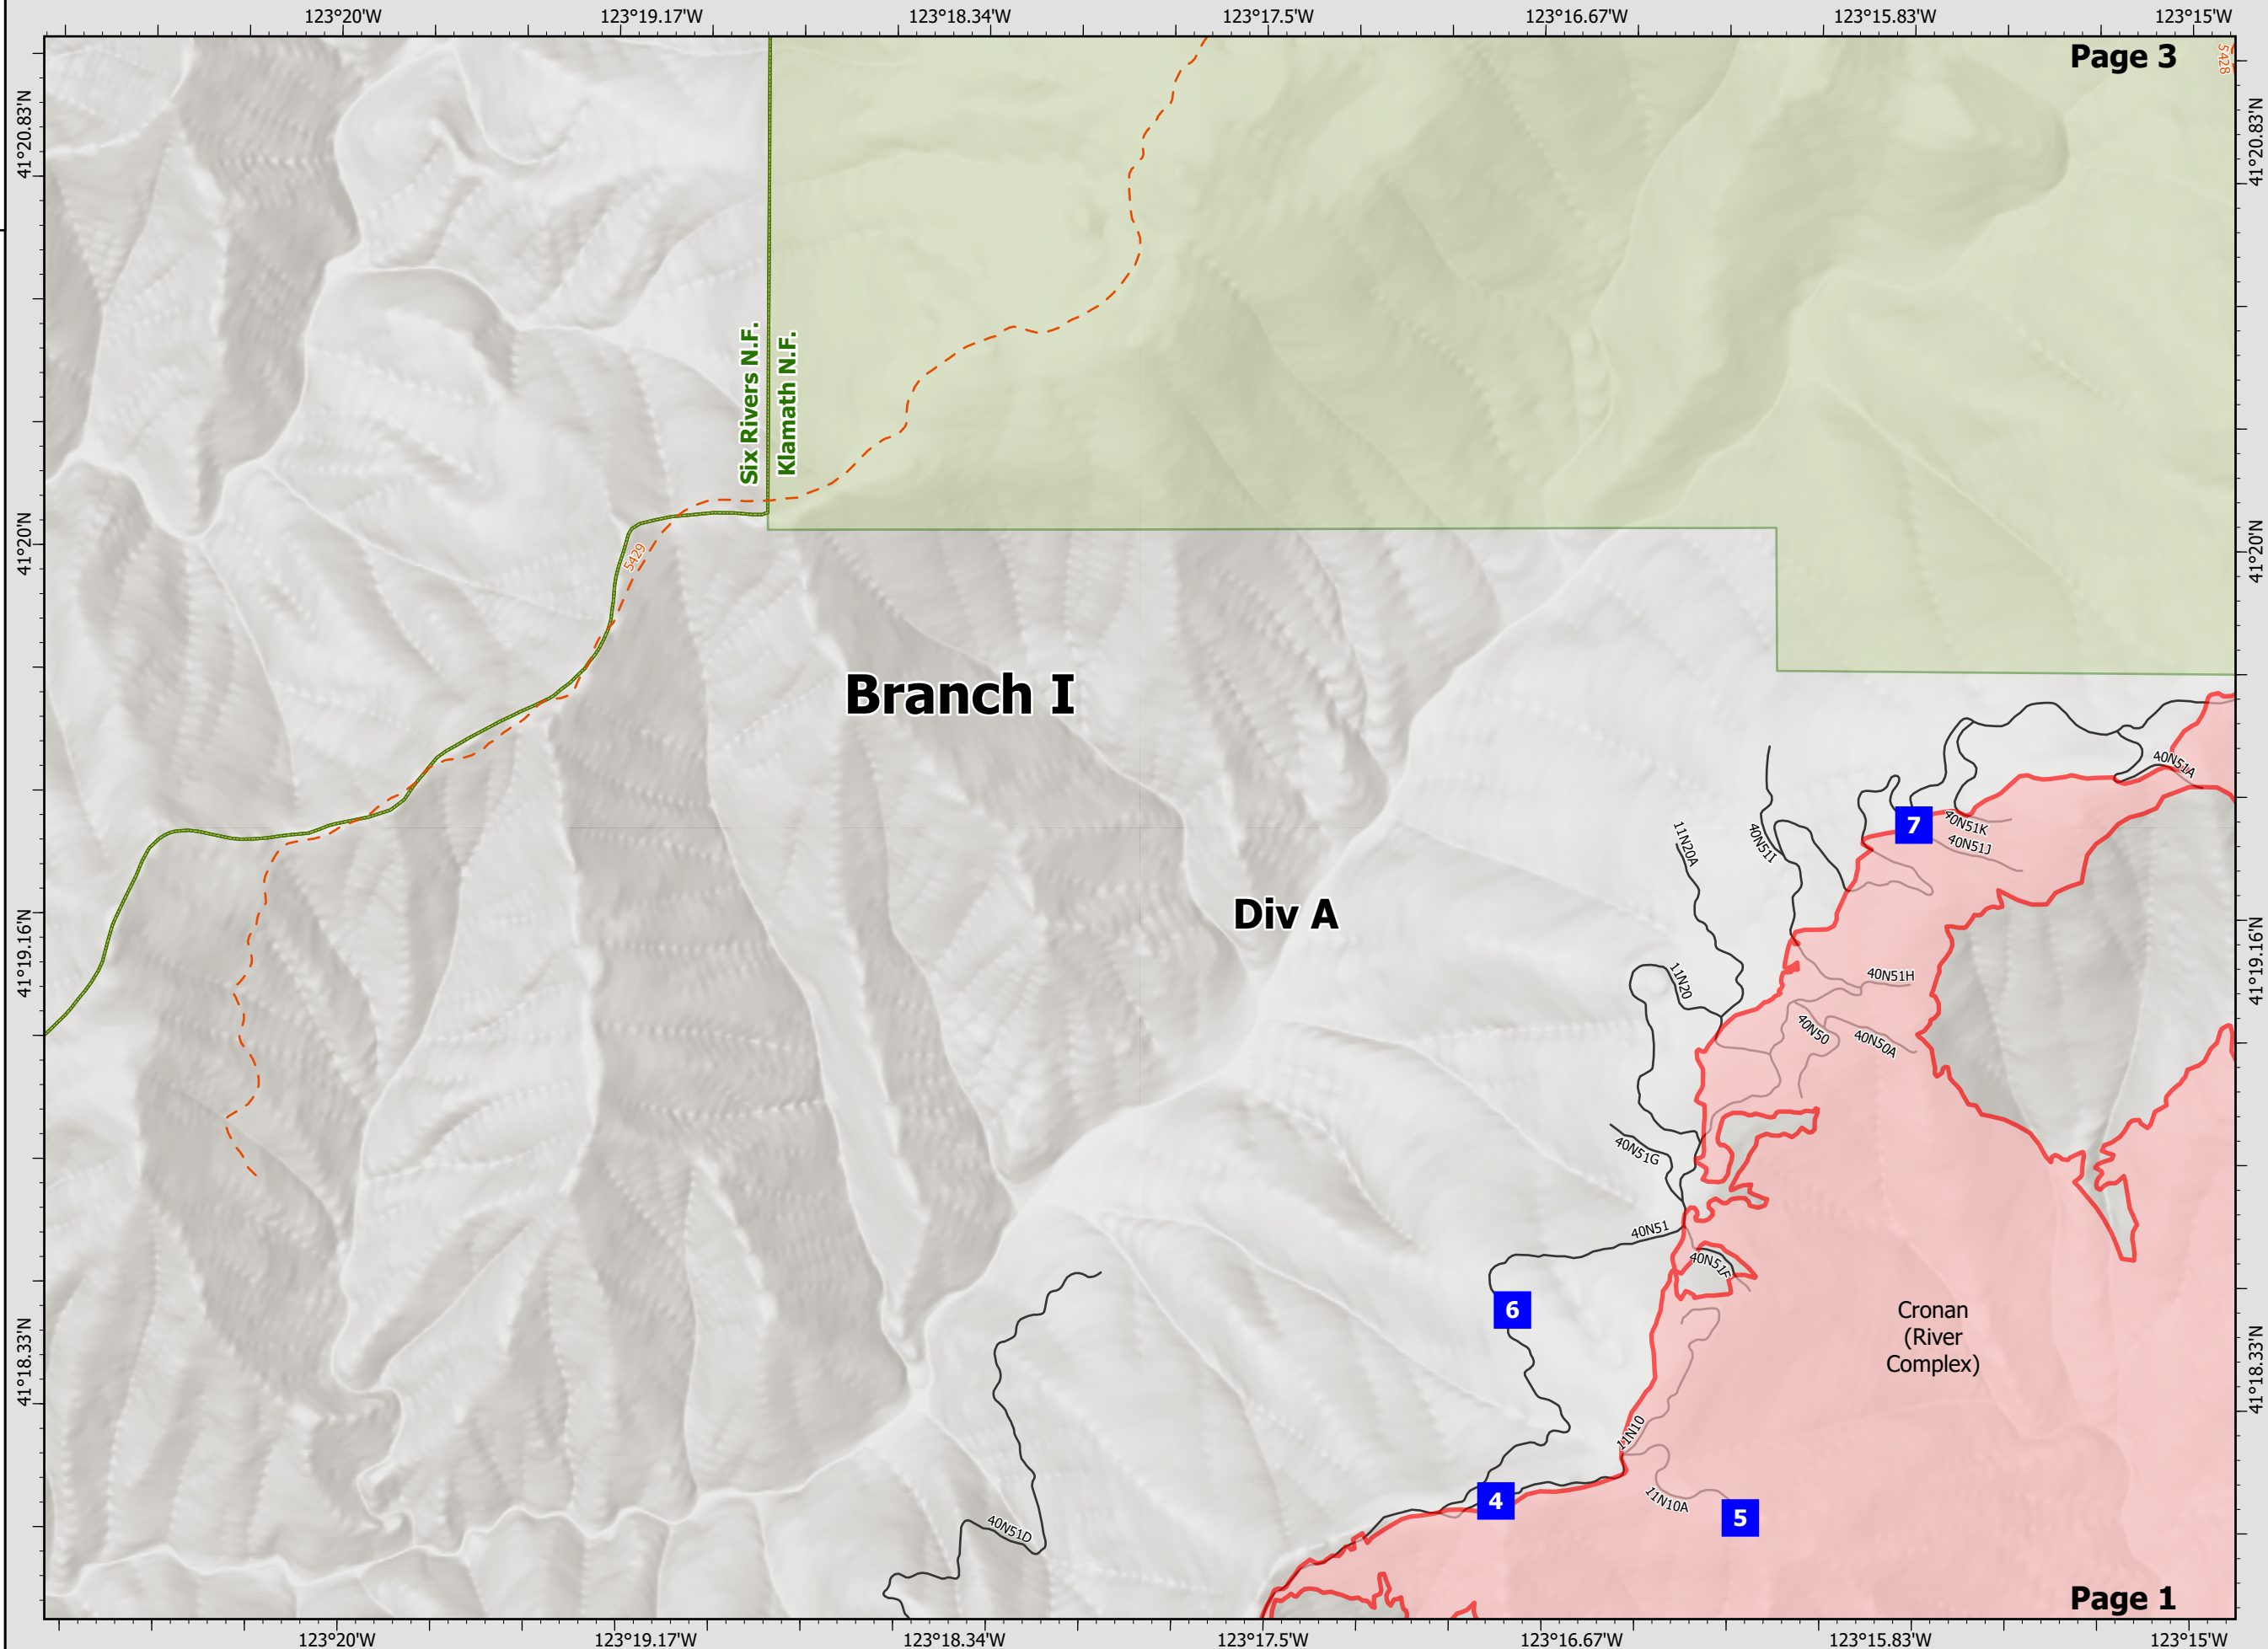 123°20'W
123°19.17'W
123°18.34'W
123°17.5'W
123°16.67'W
123°15.83'W
123°15'W
Page 3
5428
41°20.83'N
41°20.83'N
Six Rivers N.F.
Klamath N.F.
41°20'N
41°20'N
5429
Branch I
40N51A
7
40N51K
40N51J
11N20A
40N51I
Div A
41°19.16'N
41°19.16'N
11N20
40N51H
40N50
40N50A
40N51G
40N51
40N51F
6
Cronan
(River
Complex)
41°18.33'N
41°18.33'N
11N10
4
11N10A
5
40N51D
Page 1
123°20'W
123°19.17'W
123°18.34'W
123°17.5'W
123°16.67'W
123°15.83'W
123°15'W